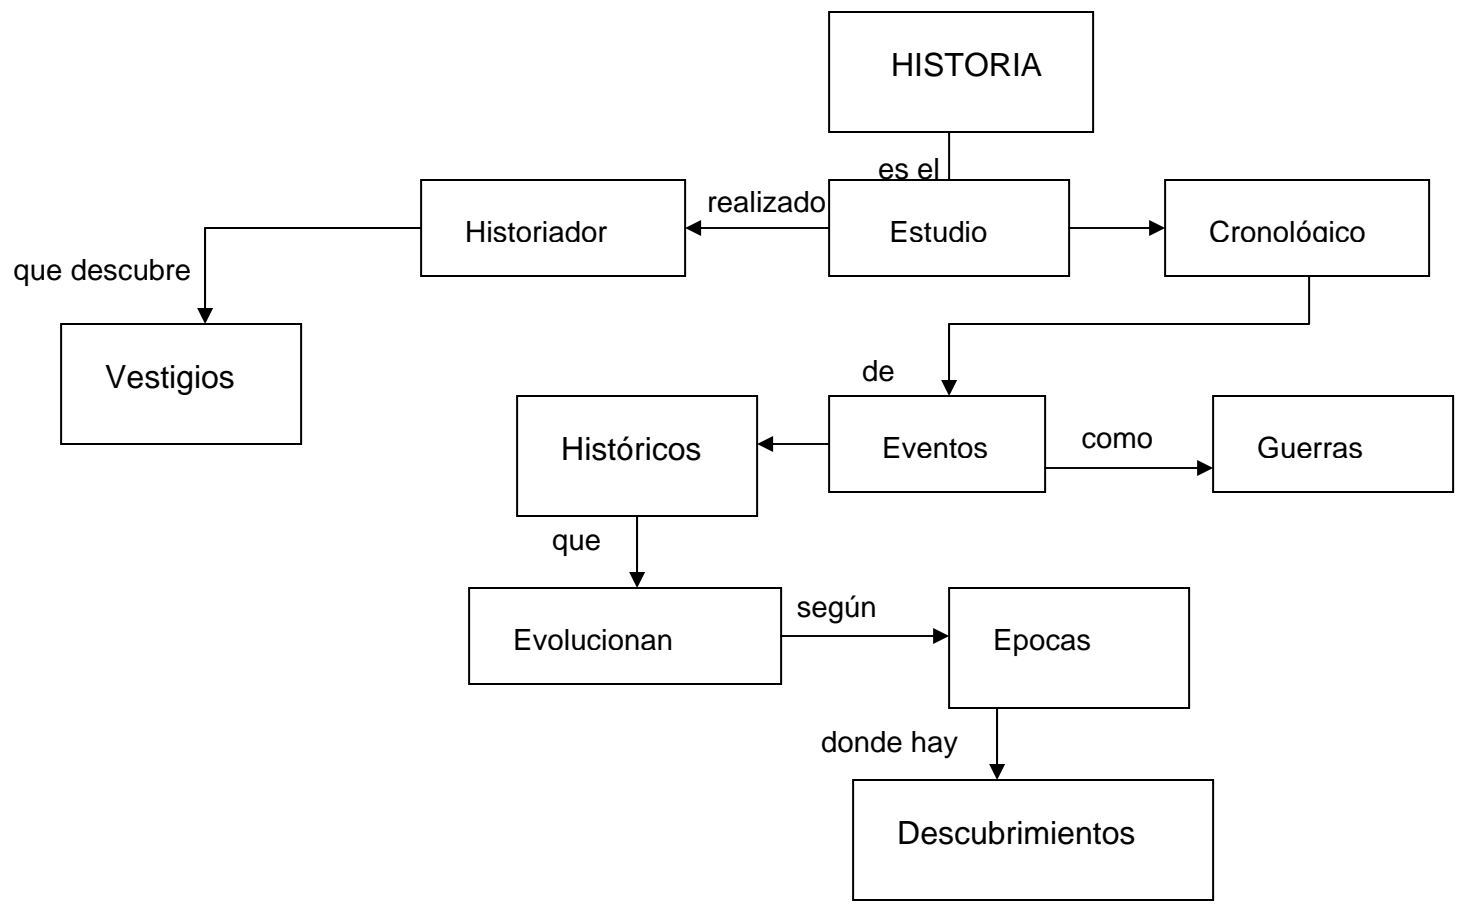 HISTORIA
es el
realizado
Historiador
Estudio
Cronológico
que descubre
Vestigios
de
Históricos
Eventos
como
Guerras
que
Evolucionan
según
Epocas
donde hay
Descubrimientos